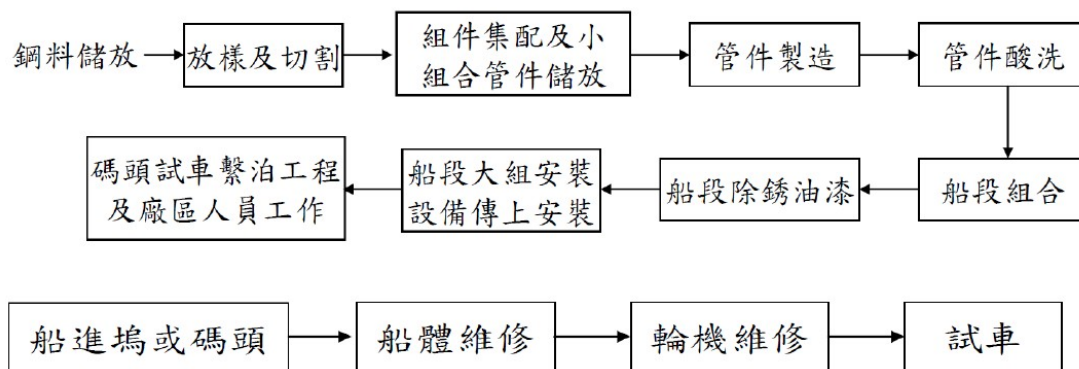 鋼料儲放
放樣及切割
組件集配及小
組合管件儲放
管件製造
管件酸洗
船段組合
船段除銹油漆
船段大組安裝
設備傳上安裝
碼頭試車繫泊工程
及廠區人員工作
船進塢或碼頭
船體維修
輪機維修
試車